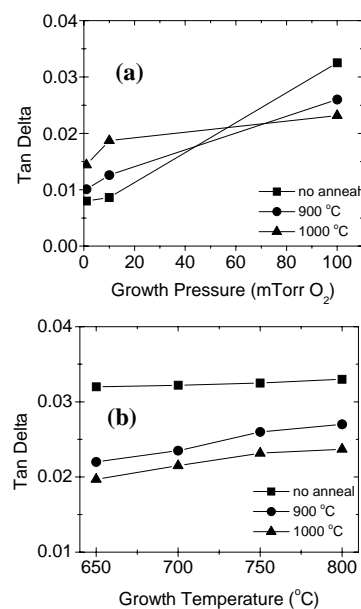 0.04
(a)
0.03
0.02
0.01
0.00
Tan Delta
no anneal
900 °C
1000 °C
0 20 40 60 80 100
Growth Pressure (mTorr O₂)
0.04
(b)
0.03
0.02
0.01
Tan Delta
no anneal
900 °C
1000 °C
650 700 750 800
Growth Temperature (°C)